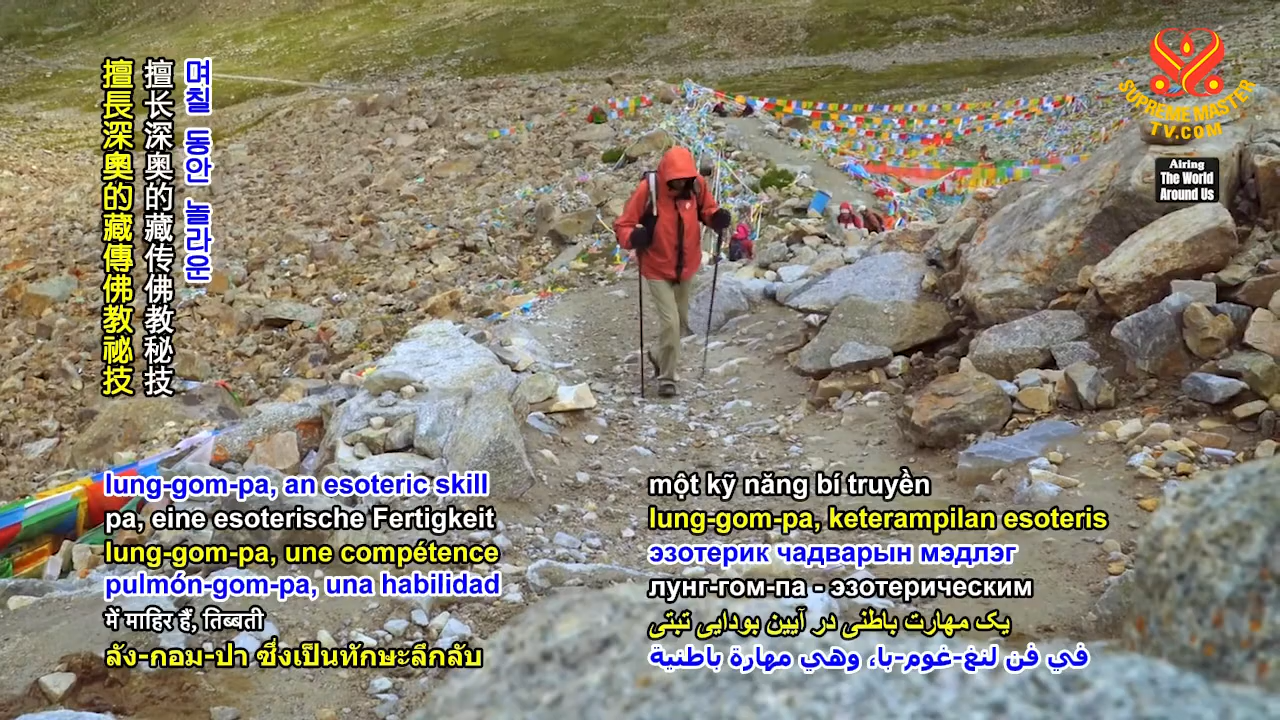 擅長深奧的藏傳佛教祕技
擅长深奥的藏传佛教秘技
며칠 동안 놀라운
SUPREME MASTER
TV.COM
Airing
The World
Around Us
lung-gom-pa, an esoteric skill
pa, eine esoterische Fertigkeit
lung-gom-pa, une compétence
pulmón-gom-pa, una habilidad
में माहिर हैं, तिब्बती
ลัง-กอม-ปา ซึ่งเป็นทักษะลึกลับ
một kỹ năng bí truyền
lung-gom-pa, keterampilan esoteris
эзотерик чадварын мэдлэг
лунг-гом-па - эзотерическим
یک مهارت باطنی در آیین بودایی تبتی
في فن لنغ-غوم-با، وهي مهارة باطنية